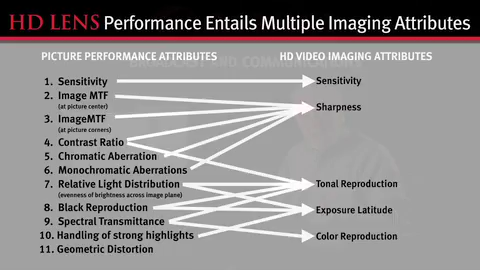 HD LENS Performance Entails Multiple Imaging Attributes
PICTURE PERFORMANCE ATTRIBUTES
HD VIDEO IMAGING ATTRIBUTES
1. Sensitivity
2. Image MTF
(at picture center)
3. ImageMTF
(at picture corners)
4. Contrast Ratio
5. Chromatic Aberration
6. Monochromatic Aberrations
7. Relative Light Distribution
(evenness of brightness across image plane)
8. Black Reproduction
9. Spectral Transmittance
10. Handling of strong highlights
11. Geometric Distortion
Sensitivity
Sharpness
Tonal Reproduction
Exposure Latitude
Color Reproduction